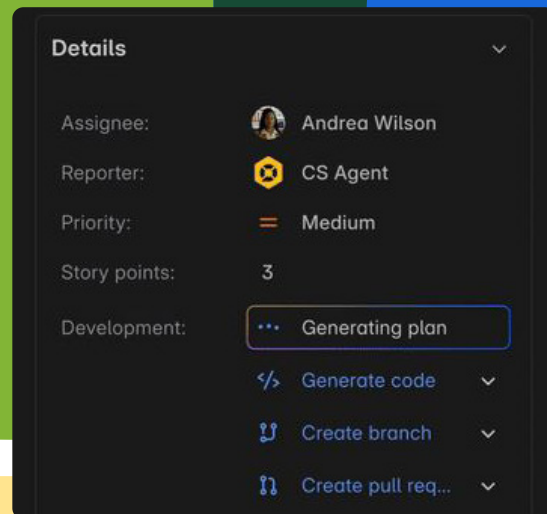 Details
Assignee: Andrea Wilson
Reporter: CS Agent
Priority: Medium
Story points: 3
Development: Generating plan
Generate code
Create branch
Create pull req...